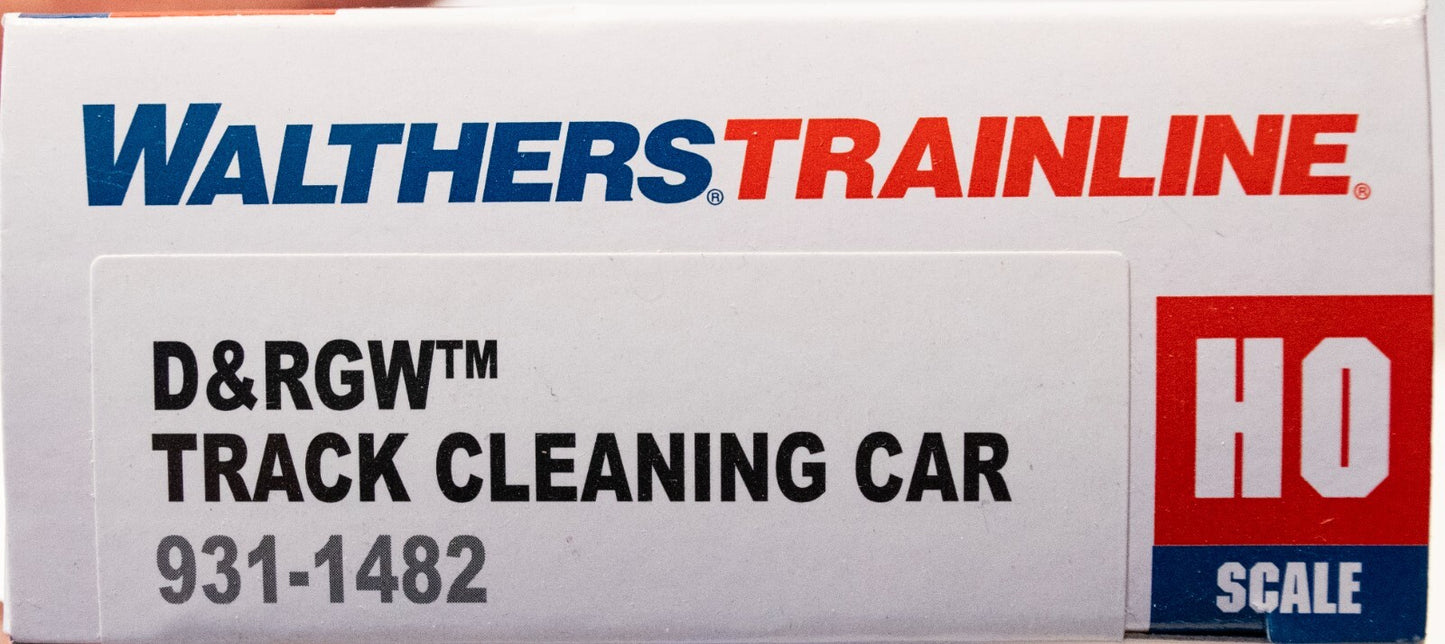 WALTHERS®TRAINLINE®
D&RGW™
TRACK CLEANING CAR
931-1482
HO
SCALE